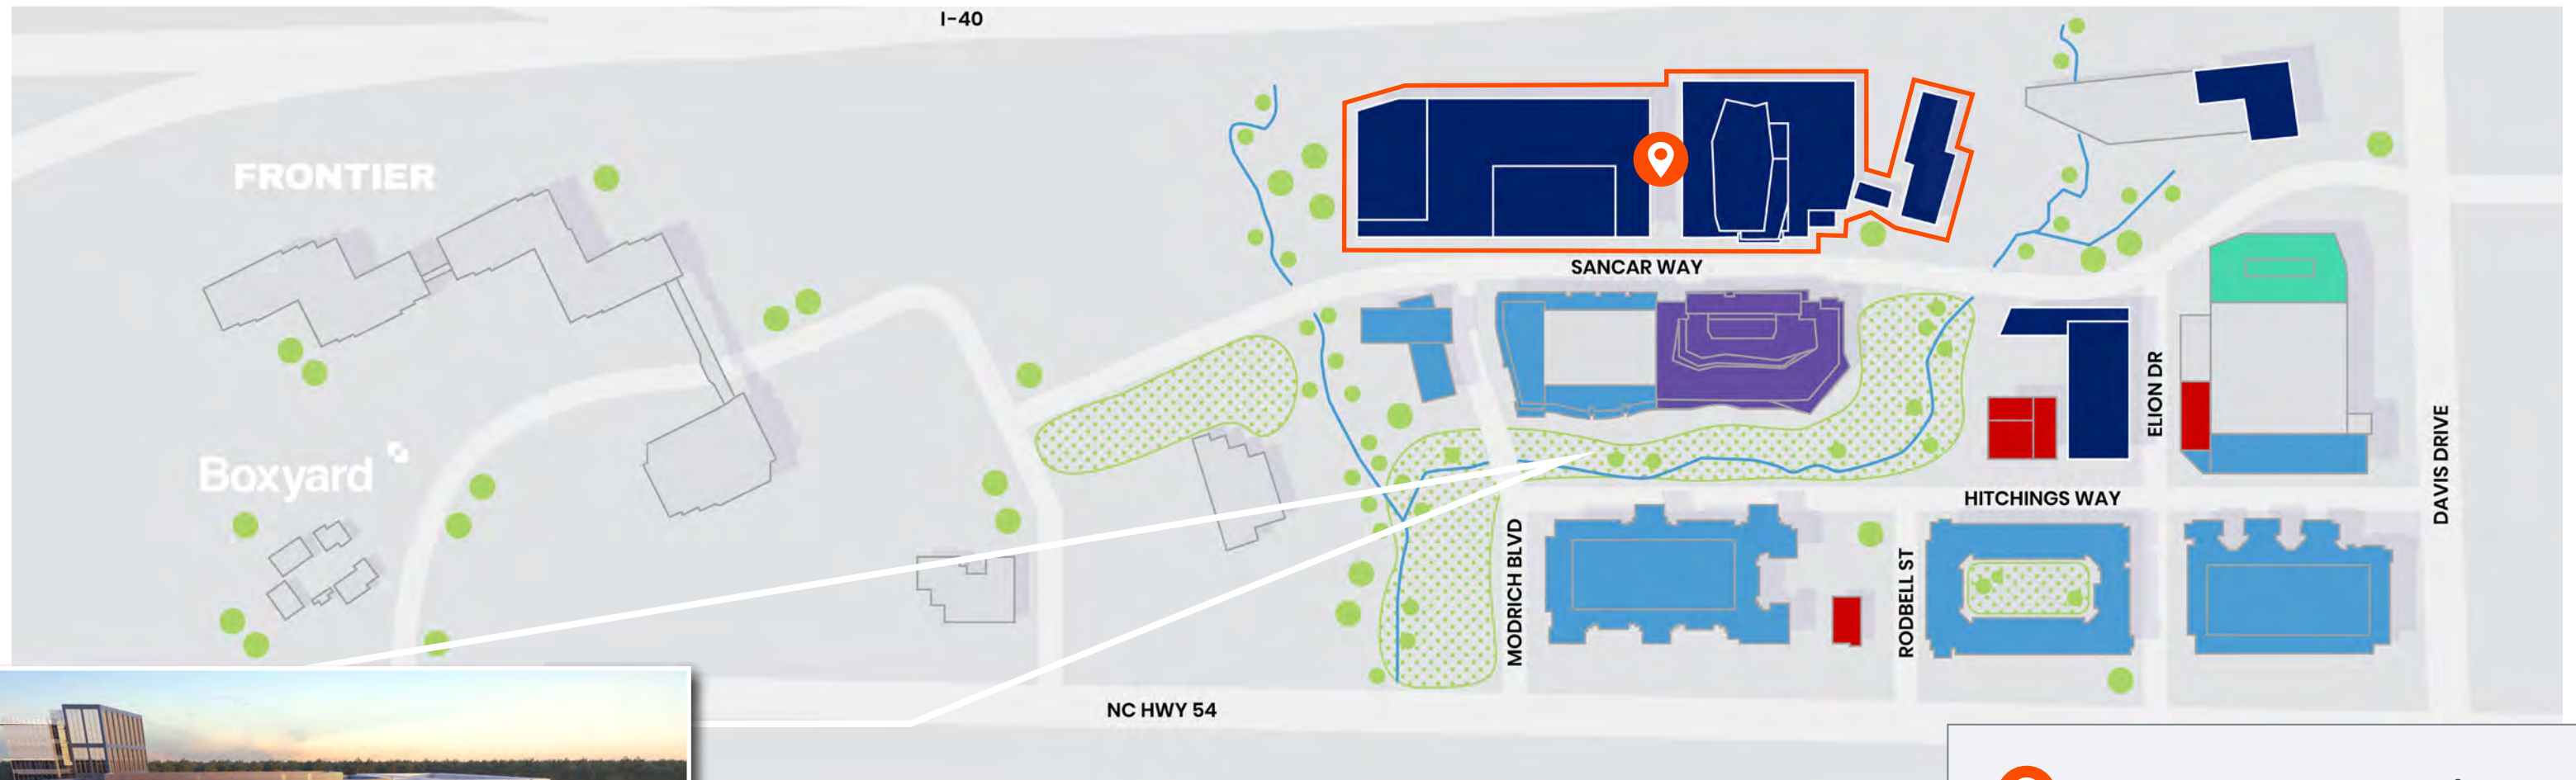 I-40
FRONTIER
SANCAR WAY
ELION DR
DAVIS DRIVE
Boxyard
HITCHINGS WAY
MODRICH BLVD
RODBELL ST
NC HWY 54